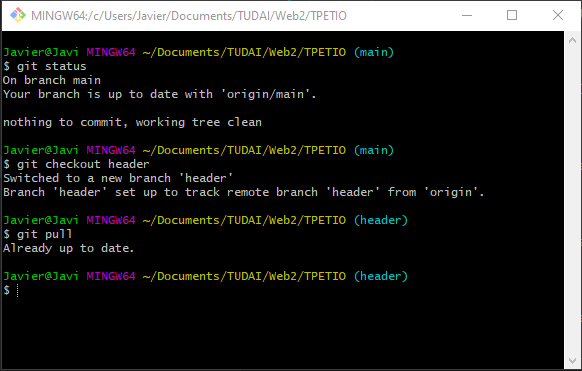 MINGW64:/c/Users/Javier/Documents/TUDAI/Web2/TPETIO
Javier@Javi MINGW64 ~/Documents/TUDAI/Web2/TPETIO (main)
$ git status
On branch main
Your branch is up to date with 'origin/main'.
nothing to commit, working tree clean
Javier@Javi MINGW64 ~/Documents/TUDAI/Web2/TPETIO (main)
$ git checkout header
Switched to a new branch 'header'
Branch 'header' set up to track remote branch 'header' from 'origin'.
Javier@Javi MINGW64 ~/Documents/TUDAI/Web2/TPETIO (header)
$ git pull
Already up to date.
Javier@Javi MINGW64 ~/Documents/TUDAI/Web2/TPETIO (header)
$